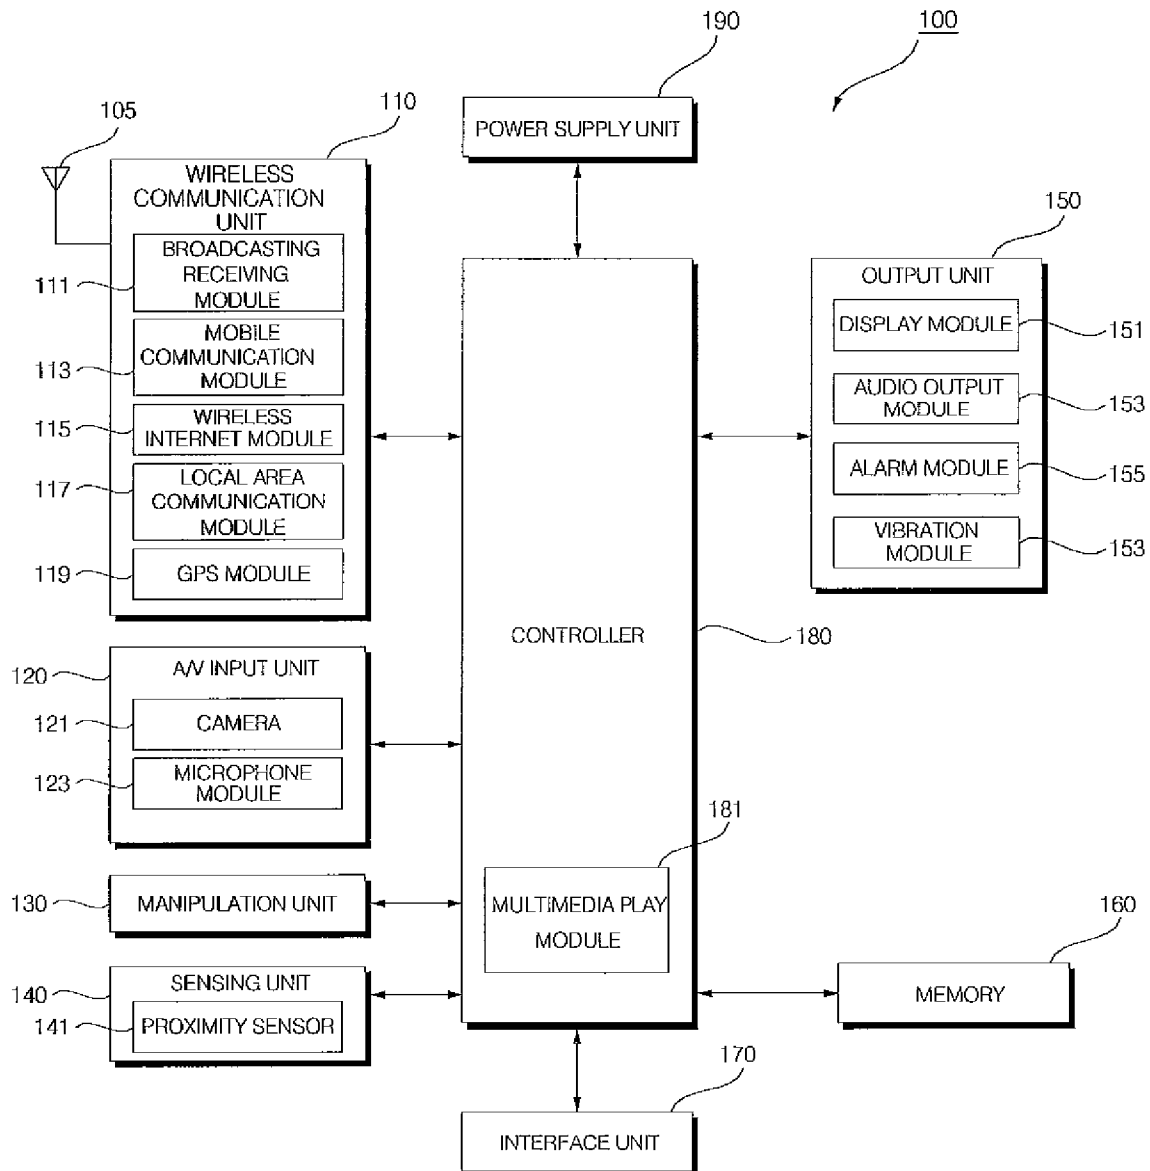 100
190
POWER SUPPLY UNIT
105
110
WIRELESS
COMMUNICATION
UNIT
111
BROADCASTING
RECEIVING
MODULE
113
MOBILE
COMMUNICATION
MODULE
115
WIRELESS
INTERNET MODULE
117
LOCAL AREA
COMMUNICATION
MODULE
119
GPS MODULE
120
A/V INPUT UNIT
121
CAMERA
123
MICROPHONE
MODULE
130
MANIPULATION UNIT
140
SENSING UNIT
141
PROXIMITY SENSOR
CONTROLLER
180
181
MULTIMEDIA PLAY
MODULE
150
OUTPUT UNIT
DISPLAY MODULE
151
AUDIO OUTPUT
MODULE
153
ALARM MODULE
155
VIBRATION
MODULE
153
160
MEMORY
170
INTERFACE UNIT